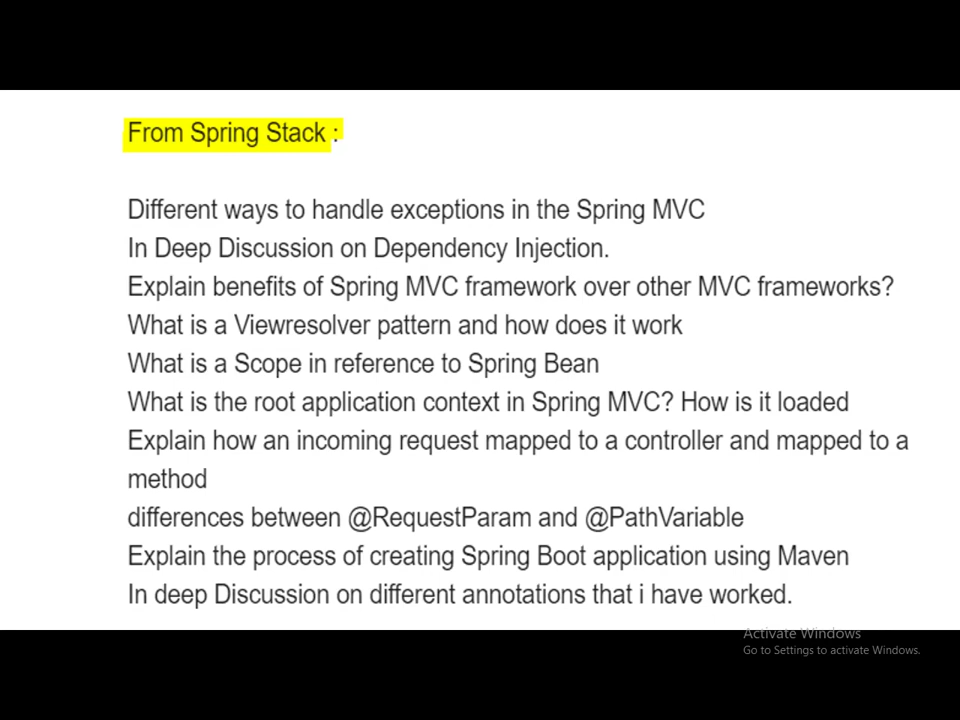 From Spring Stack :
Different ways to handle exceptions in the Spring MVC
In Deep Discussion on Dependency Injection.
Explain benefits of Spring MVC framework over other MVC frameworks?
What is a Viewresolver pattern and how does it work
What is a Scope in reference to Spring Bean
What is the root application context in Spring MVC? How is it loaded
Explain how an incoming request mapped to a controller and mapped to a
method
differences between @RequestParam and @PathVariable
Explain the process of creating Spring Boot application using Maven
In deep Discussion on different annotations that i have worked.
Activate Windows
Go to Settings to activate Windows.